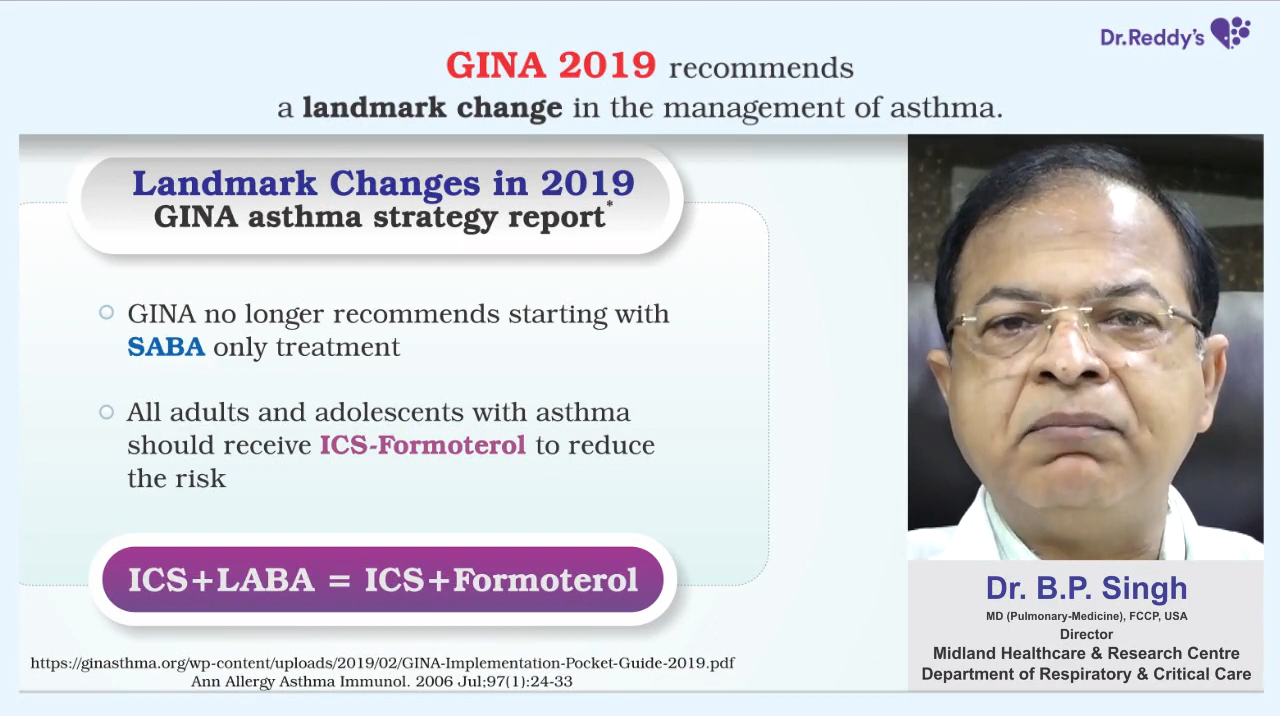 Dr.Reddy's
GINA 2019 recommends
a landmark change in the management of asthma.
Landmark Changes in 2019
GINA asthma strategy report*
GINA no longer recommends starting with
SABA only treatment
All adults and adolescents with asthma
should receive ICS-Formoterol to reduce
the risk
ICS+LABA = ICS+Formoterol
https://ginasthma.org/wp-content/uploads/2019/02/GINA-Implementation-Pocket-Guide-2019.pdf
Ann Allergy Asthma Immunol. 2006 Jul;97(1):24-33
Dr. B.P. Singh
MD (Pulmonary-Medicine), FCCP, USA
Director
Midland Healthcare & Research Centre
Department of Respiratory & Critical Care